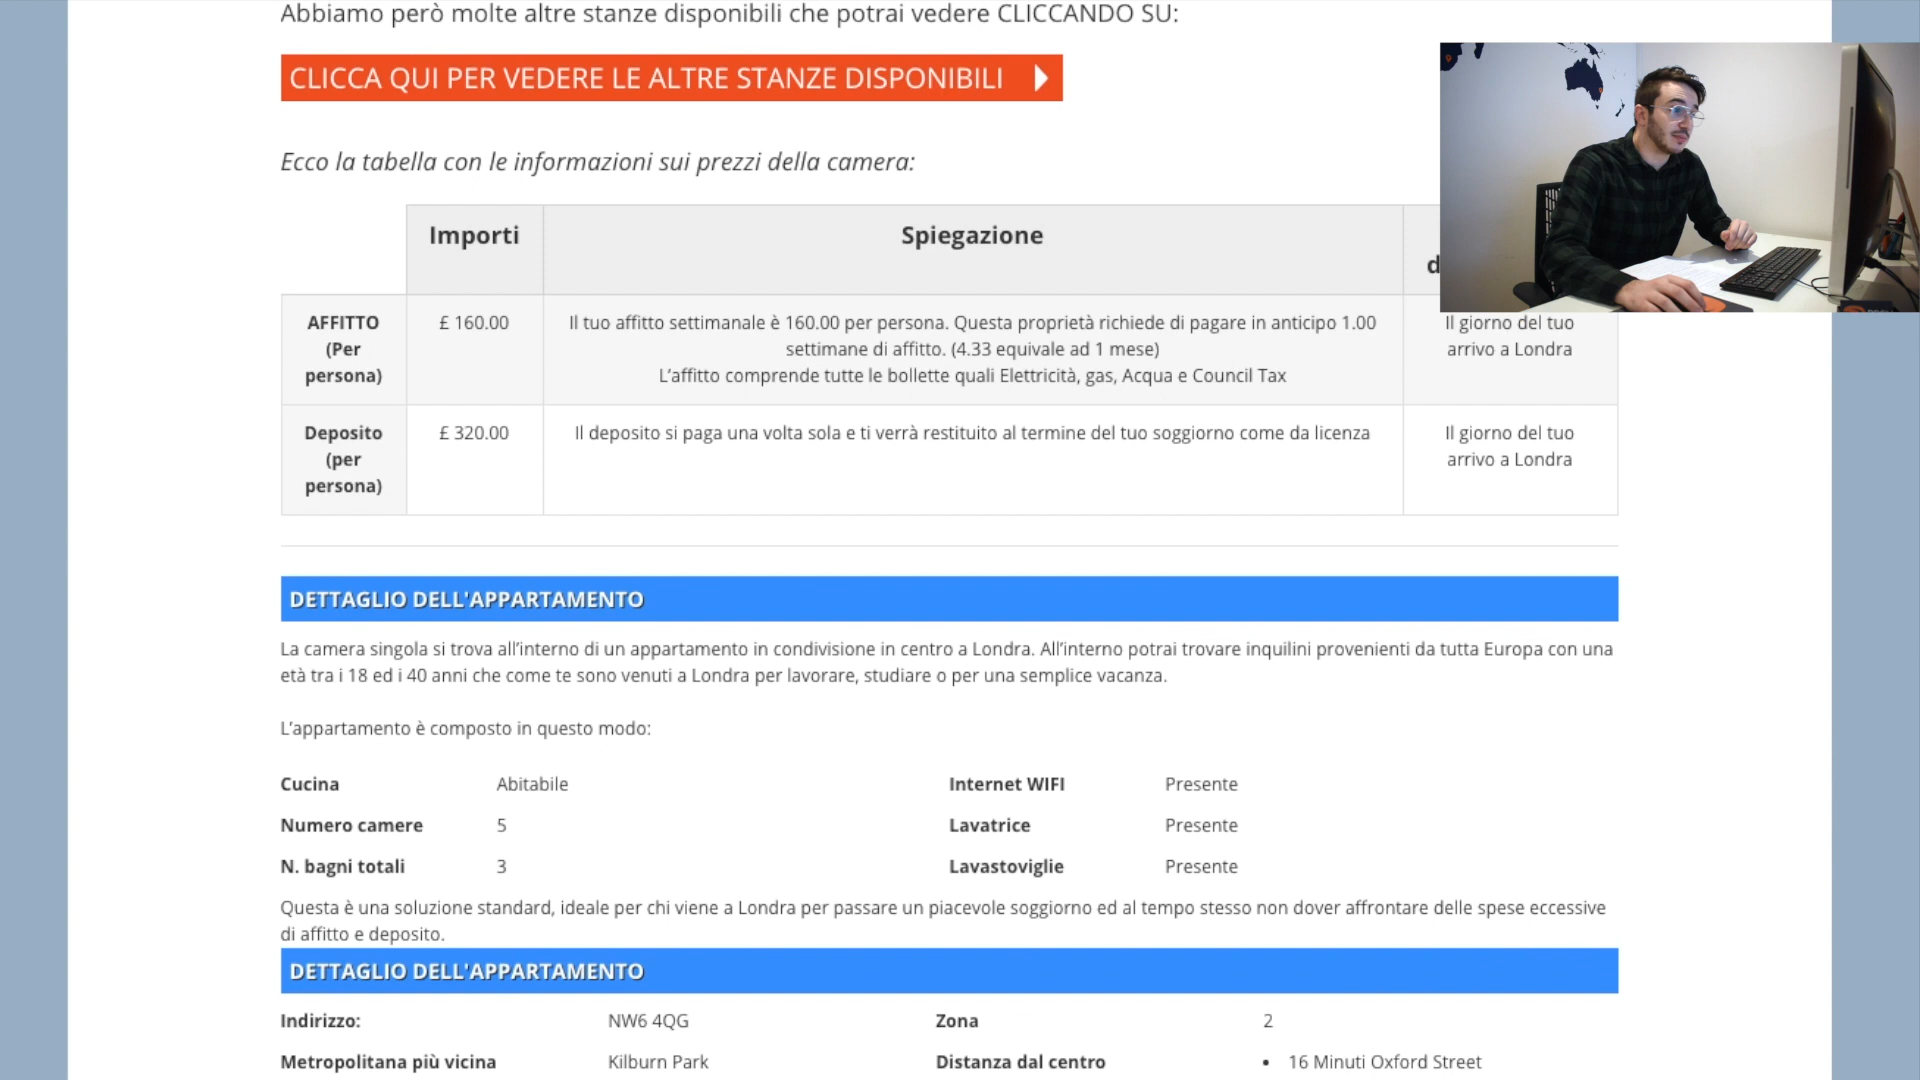 Abbiamo però molte altre stanze disponibili che potrai vedere CLICCANDO SU:
CLICCA QUI PER VEDERE LE ALTRE STANZE DISPONIBILI
Ecco la tabella con le informazioni sui prezzi della camera:
Importi Spiegazione
AFFITTO (Per persona)
£ 160.00
Il tuo affitto settimanale è 160.00 per persona. Questa proprietà richiede di pagare in anticipo 1.00
settimane di affitto. (4.33 equivale ad 1 mese)
L'affitto comprende tutte le bollette quali Elettricità, gas, Acqua e Council Tax
Il giorno del tuo
arrivo a Londra
Deposito (per persona)
£ 320.00
Il deposito si paga una volta sola e ti verrà restituito al termine del tuo soggiorno come da licenza
Il giorno del tuo
arrivo a Londra
DETTAGLIO DELL'APPARTAMENTO
La camera singola si trova all'interno di un appartamento in condivisione in centro a Londra. All'interno potrai trovare inquilini provenienti da tutta Europa con una
età tra i 18 ed i 40 anni che come te sono venuti a Londra per lavorare, studiare o per una semplice vacanza.
L'appartamento è composto in questo modo:
Cucina Abitabile Internet WIFI Presente
Numero camere 5 Lavatrice Presente
N. bagni totali 3 Lavastoviglie Presente
Questa è una soluzione standard, ideale per chi viene a Londra per passare un piacevole soggiorno ed al tempo stesso non dover affrontare delle spese eccessive
di affitto e deposito.
DETTAGLIO DELL'APPARTAMENTO
Indirizzo: NW6 4QG Zona 2
Metropolitana più vicina Kilburn Park Distanza dal centro • 16 Minuti Oxford Street